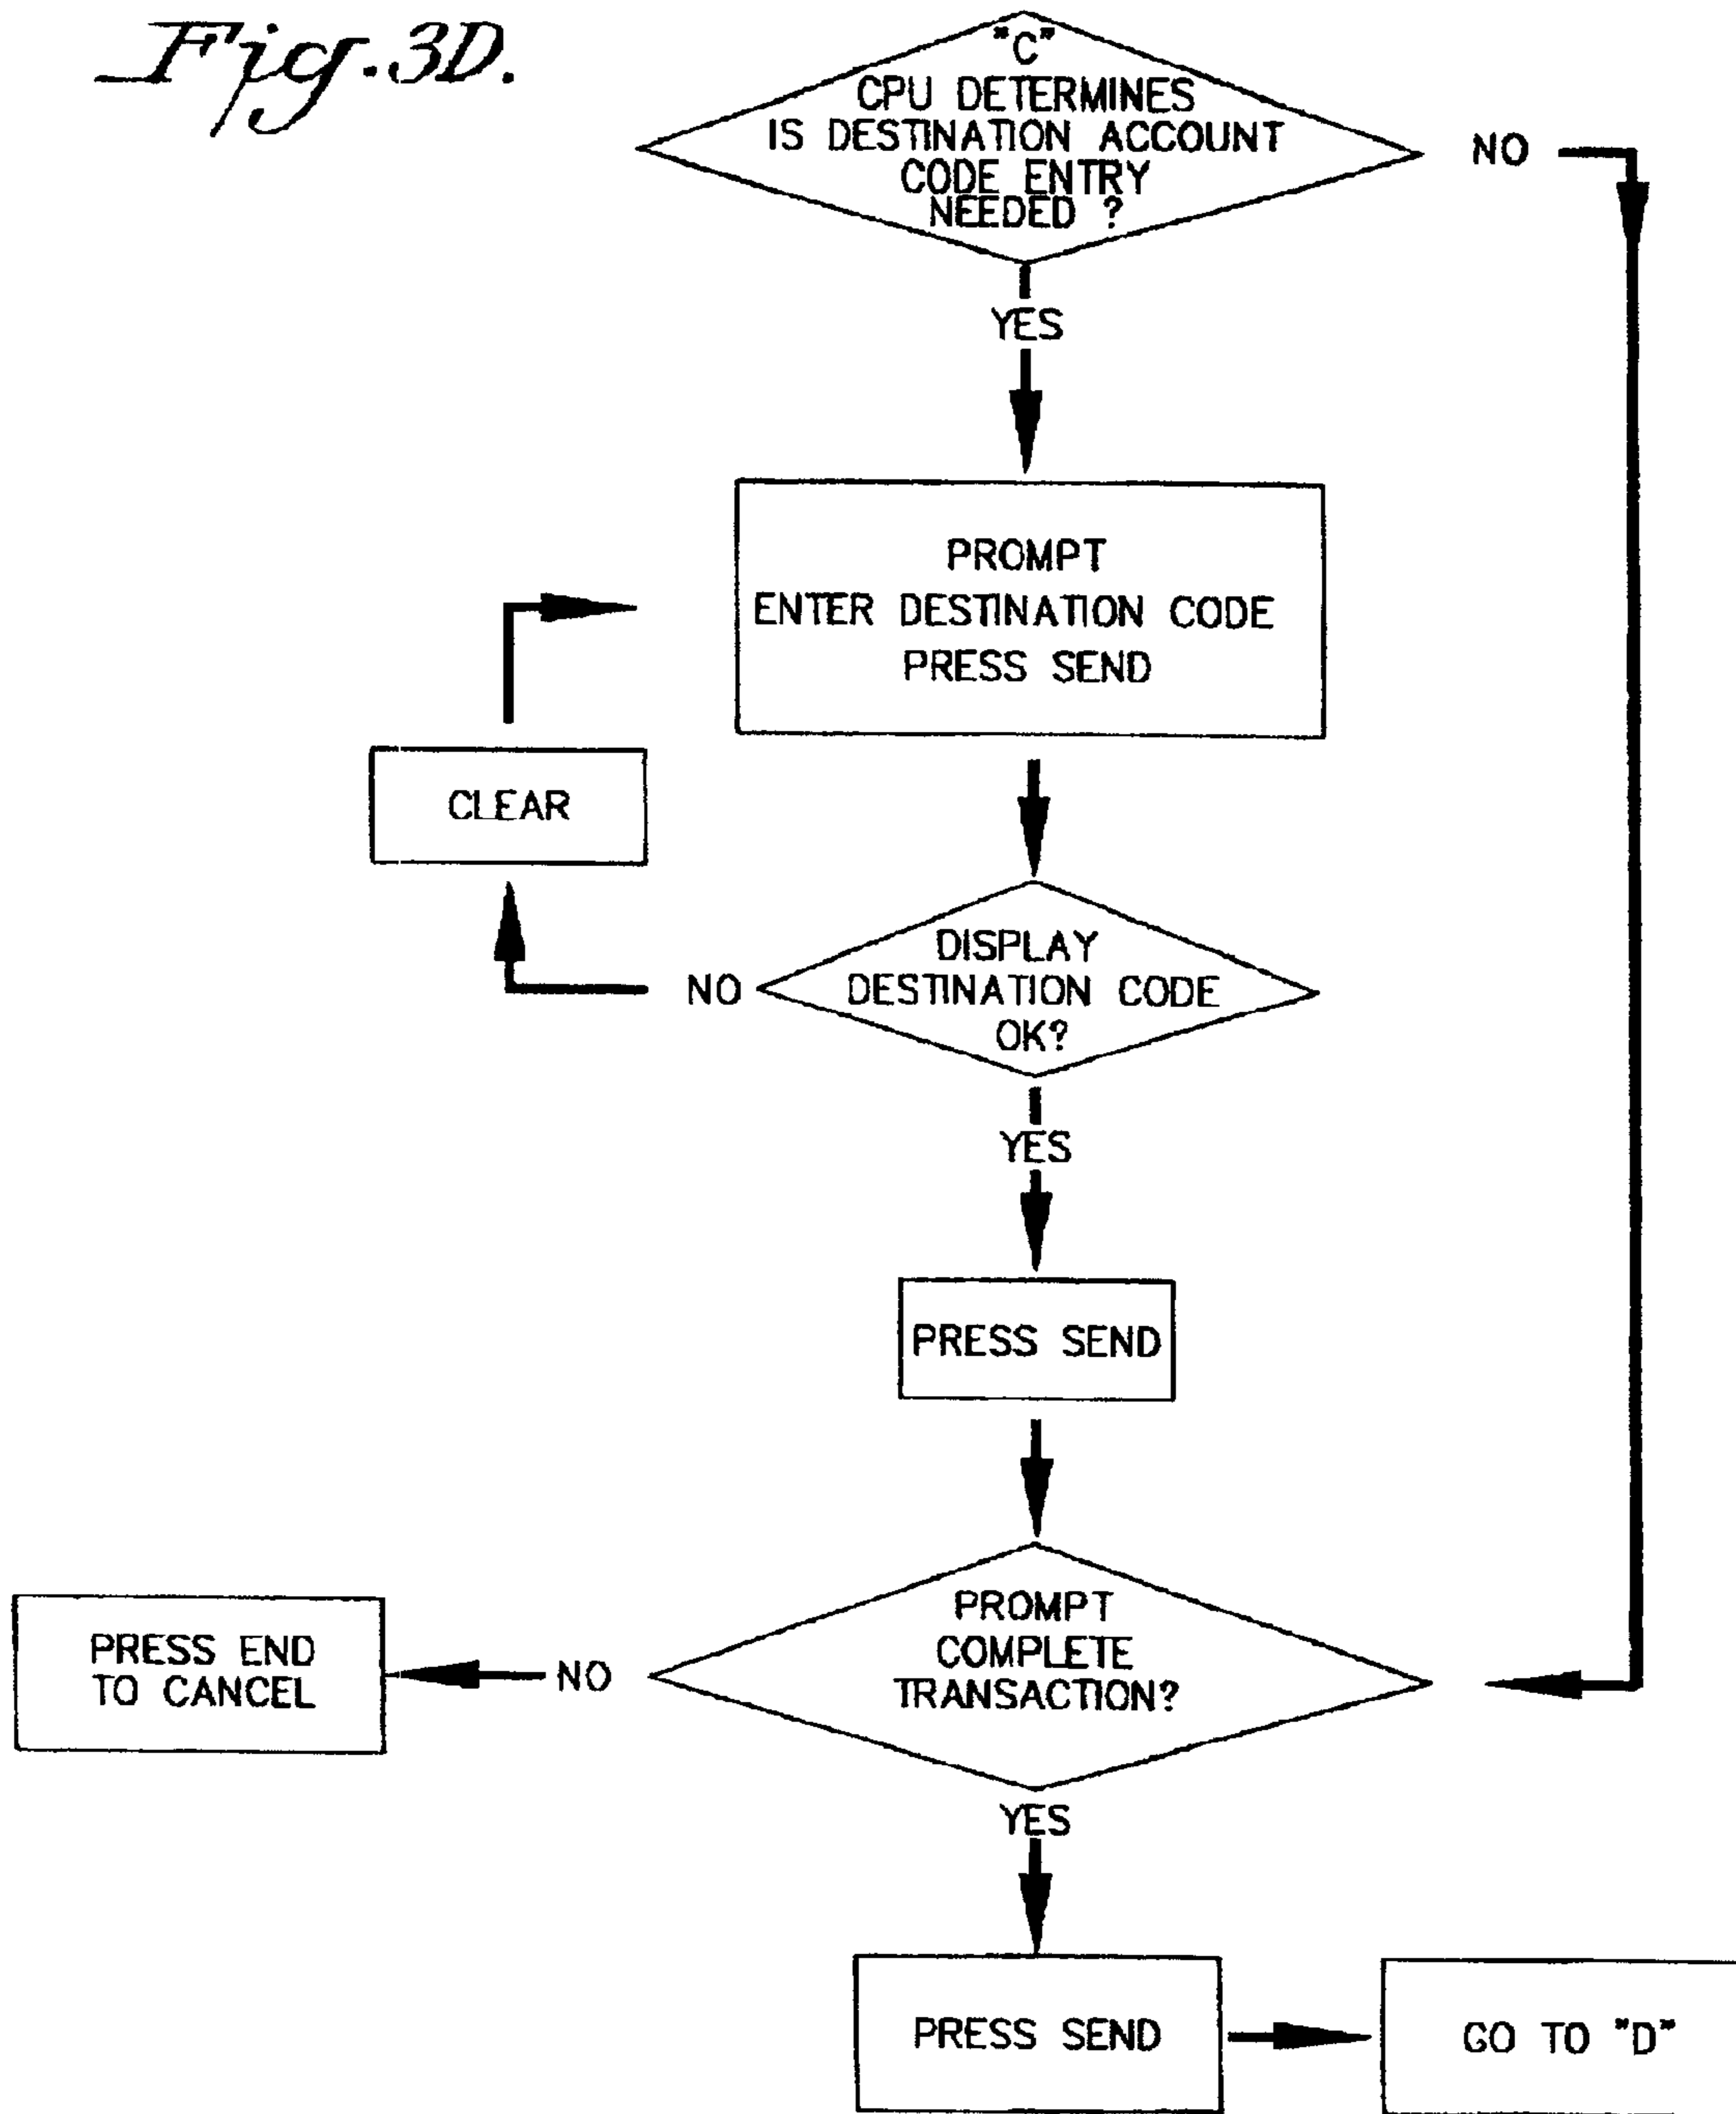 Fig. 3D.
"C"
CPU DETERMINES
IS DESTINATION ACCOUNT
CODE ENTRY
NEEDED ?
NO
YES
PROMPT
ENTER DESTINATION CODE
PRESS SEND
CLEAR
DISPLAY
DESTINATION CODE
OK?
NO
YES
PRESS SEND
PROMPT
COMPLETE
TRANSACTION?
NO
PRESS END
TO CANCEL
YES
PRESS SEND
GO TO "D"